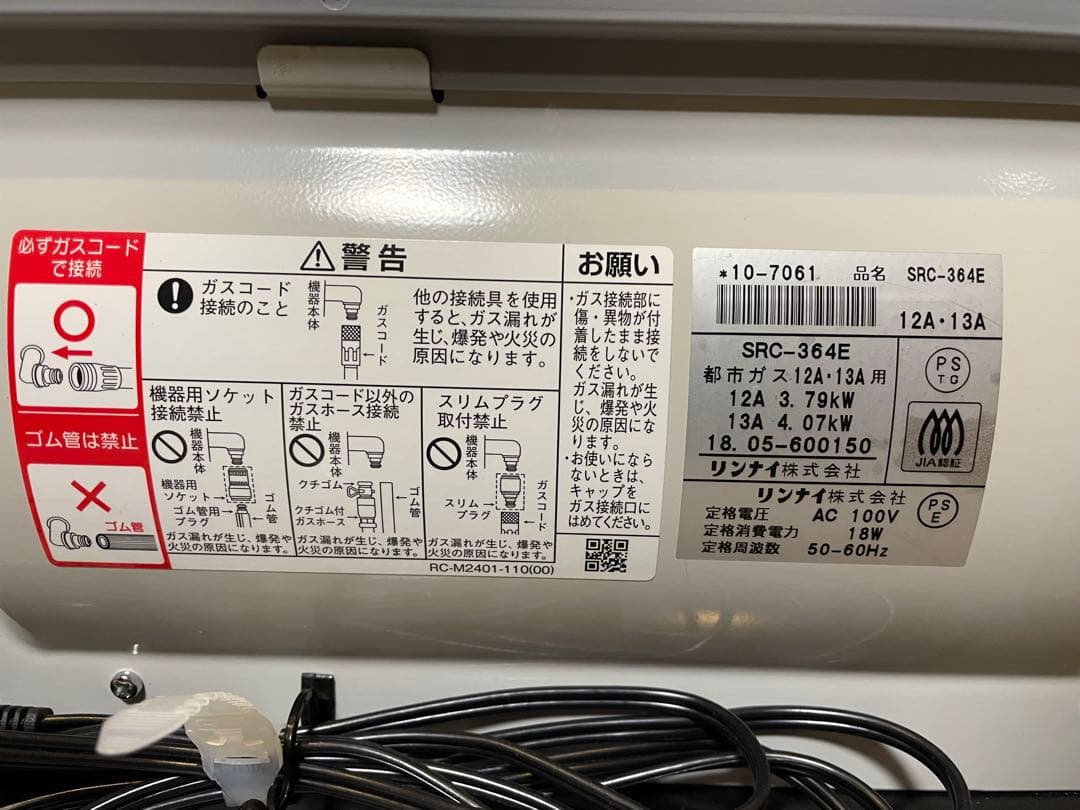 必ずガスコード
で接続
ゴム管は禁止
ゴム管
警告
ガスコード
接続のこと
機器本体
ガスコード
他の接続具を使用
すると、ガス漏れが
生じ、爆発や火災の
原因になります。
機器用ソケット
接続禁止
機器本体
機器用
ソケット
ゴム管用
プラグ
ゴム管
ガス漏れが生じ、爆発や
火災の原因になります。
ガスコード以外の
ガスホース接続
禁止
機器本体
クチゴム
クチゴム付
ガスホース
ゴム管
ガス漏れが生じ、爆発や
火災の原因になります。
スリムプラグ
取付禁止
機器本体
スリム
プラグ
ガスコード
ガス漏れが生じ、爆発や
火災の原因になります。
RC-M2401-110(00)
お願い
・ガス接続部に
傷・異物が付
着したまま接
続をしないで
ください。
ガス漏れが生
じ、爆発や火
災の原因にな
ります。
・お使いになら
ないときは、
キャップを
ガス接続口に
はめてください。
*10-7061 品名 SRC-364E
12A・13A
SRC-364E
都市ガス12A・13A用
12A 3.79kW
13A 4.07kW
18.05-600150
リンナイ株式会社
PS
TG
JIA認証
リンナイ株式会社
定格電圧 AC 100V
定格消費電力 18W
定格周波数 50-60Hz
PS
E